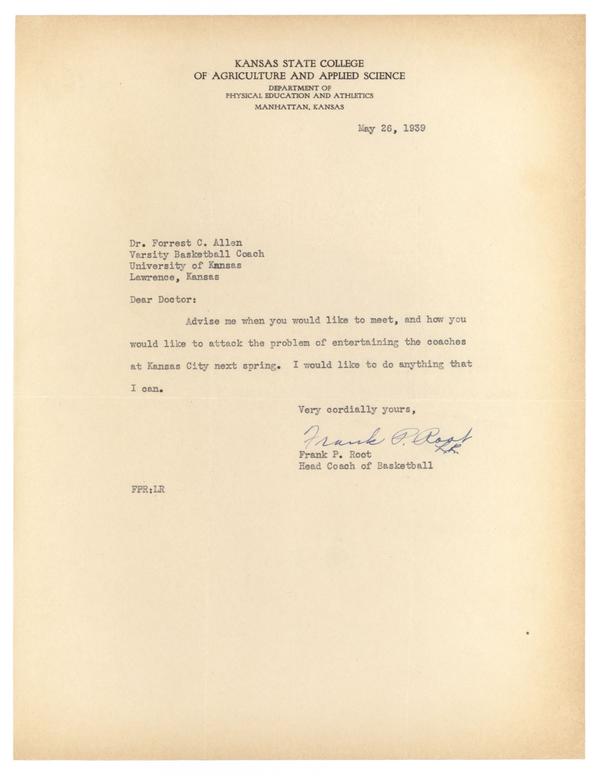 KANSAS STATE COLLEGE
OF AGRICULTURE AND APPLIED SCIENCE
DEPARTMENT OF
PHYSICAL EDUCATION AND ATHLETICS
MANHATTAN, KANSAS
May 26, 1939
Dr. Forrest C. Allen
Varsity Basketball Coach
University of Kansas
Lawrence, Kansas
Dear Doctor:
Advise me when you would like to meet, and how you
would like to attack the problem of entertaining the coaches
at Kansas City next spring. I would like to do anything that
I can.
Very cordially yours,
Frank P. Root
L.R.
Frank P. Root
Head Coach of Basketball
FPR:LR